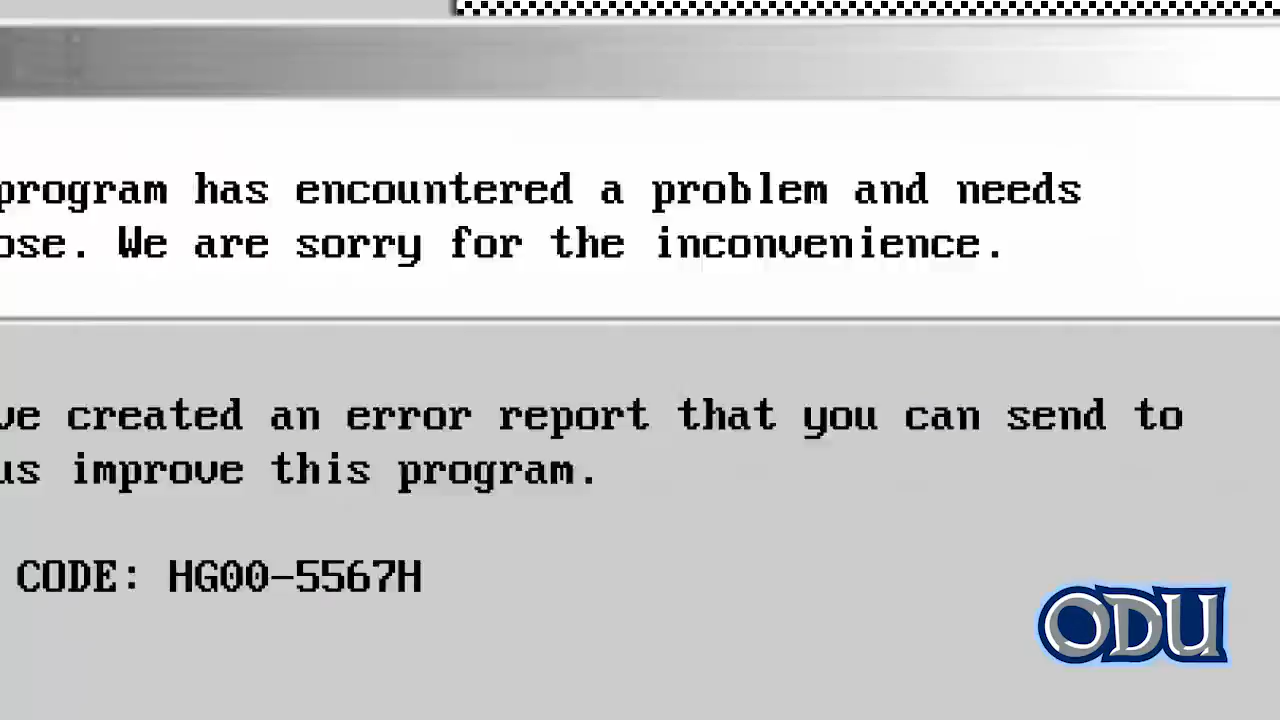 program has encountered a problem and needs
ose. We are sorry for the inconvenience.
ve created an error report that you can send to
us improve this program.
CODE: HG00-5567H
ODU